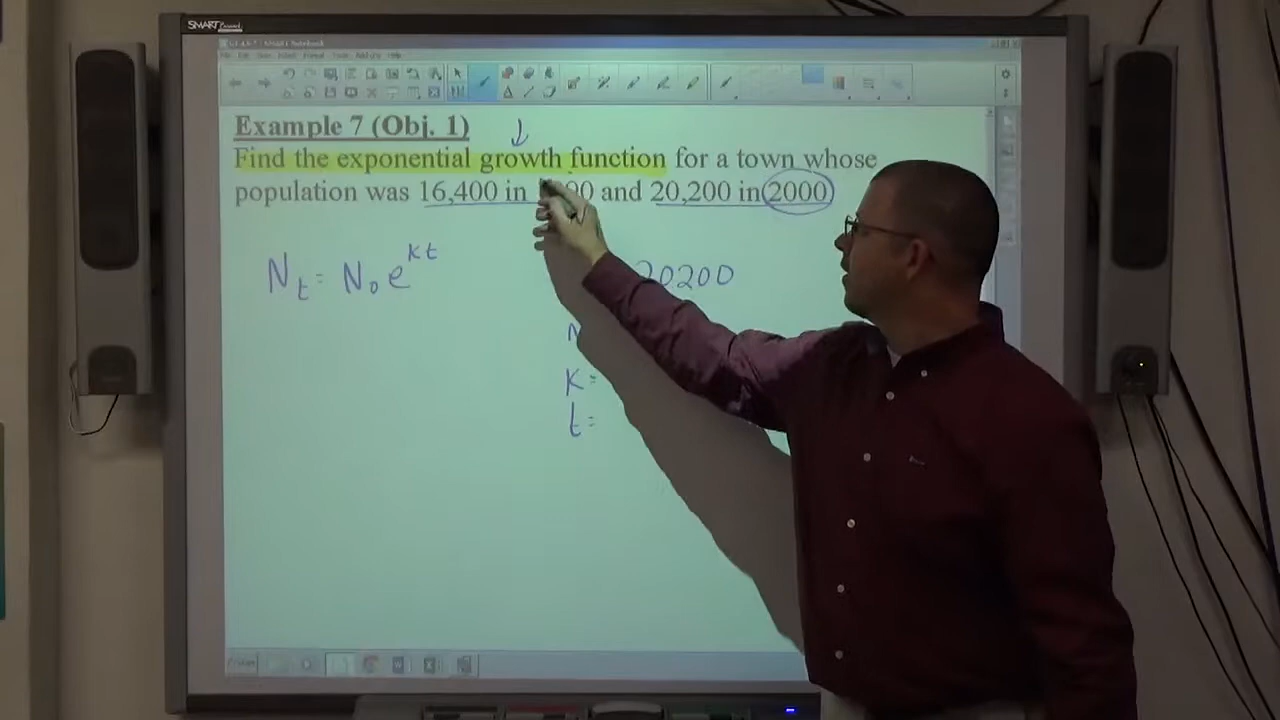 SMART
Example 7 (Obj. 1)
Find the exponential growth function for a town whose
population was 16,400 in and 20,200 in 2000
N_t = N_0 e^{kt}
20200
K =
t =